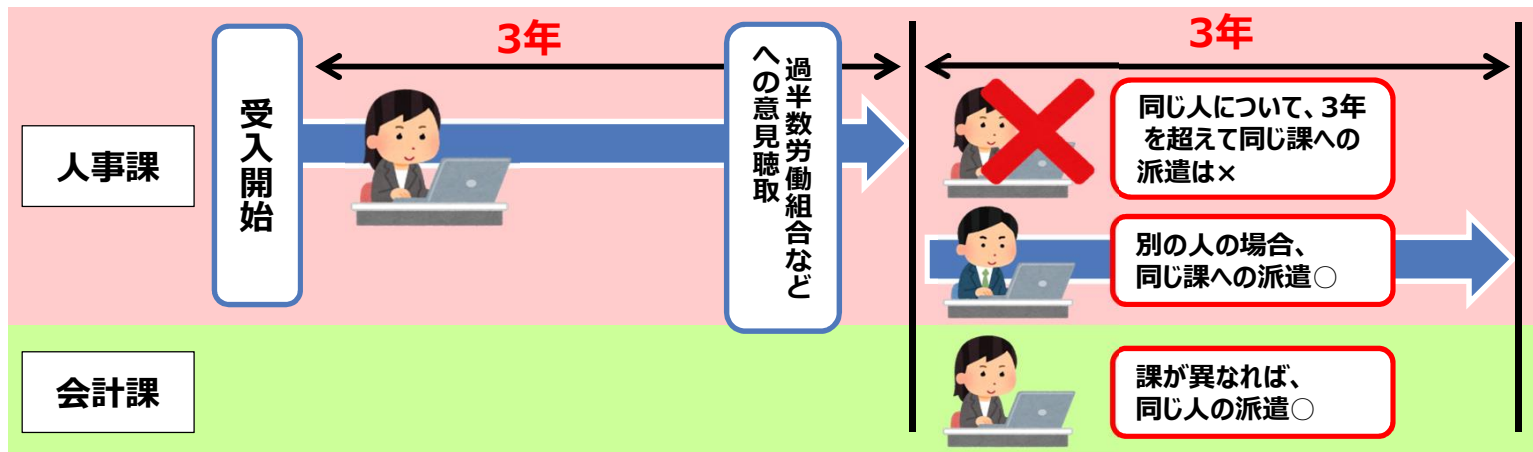 3年
3年
人事課
受入開始
過半数労働組合など
への意見聴取
同じ人について、3年
を超えて同じ課への
派遣は×
別の人の場合、
同じ課への派遣○
会計課
課が異なれば、
同じ人の派遣○